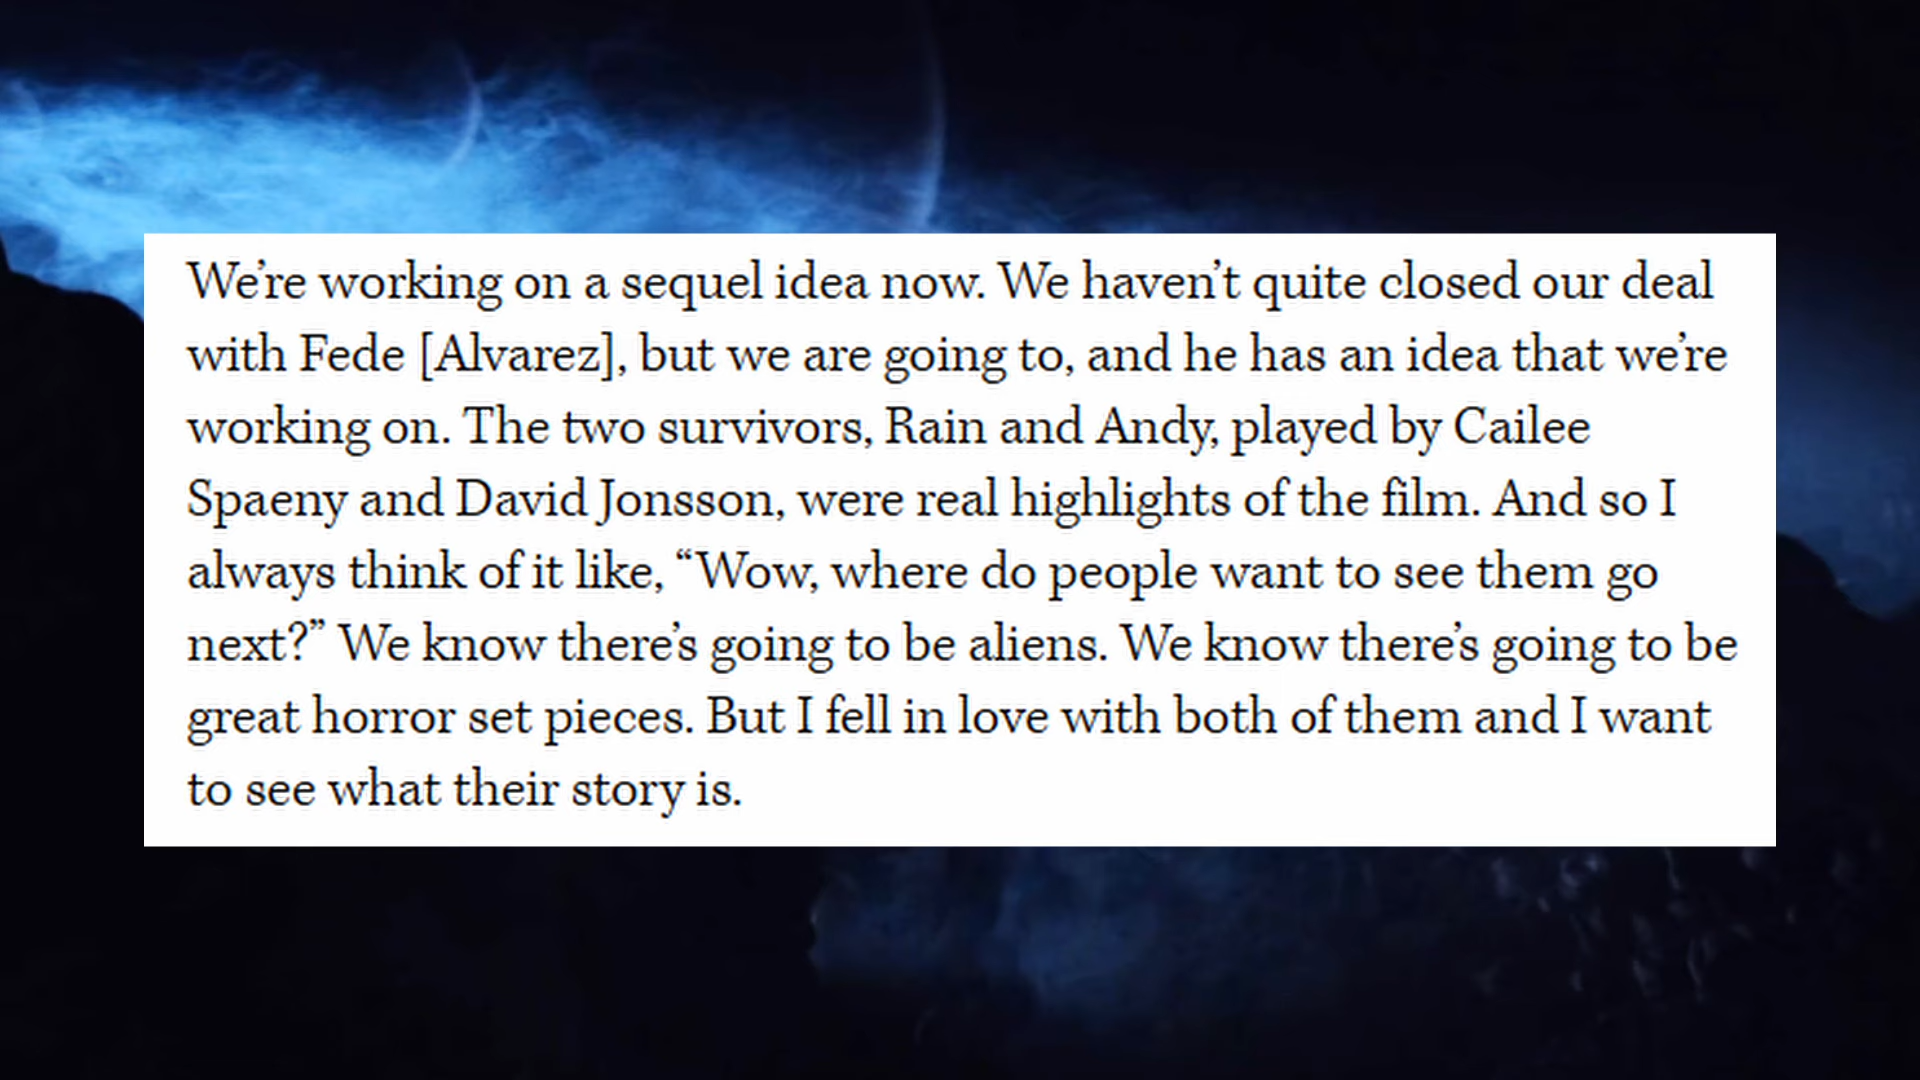 We’re working on a sequel idea now. We haven’t quite closed our deal
with Fede [Alvarez], but we are going to, and he has an idea that we’re
working on. The two survivors, Rain and Andy, played by Cailee
Spaeny and David Jonsson, were real highlights of the film. And so I
always think of it like, “Wow, where do people want to see them go
next?” We know there’s going to be aliens. We know there’s going to be
great horror set pieces. But I fell in love with both of them and I want
to see what their story is.